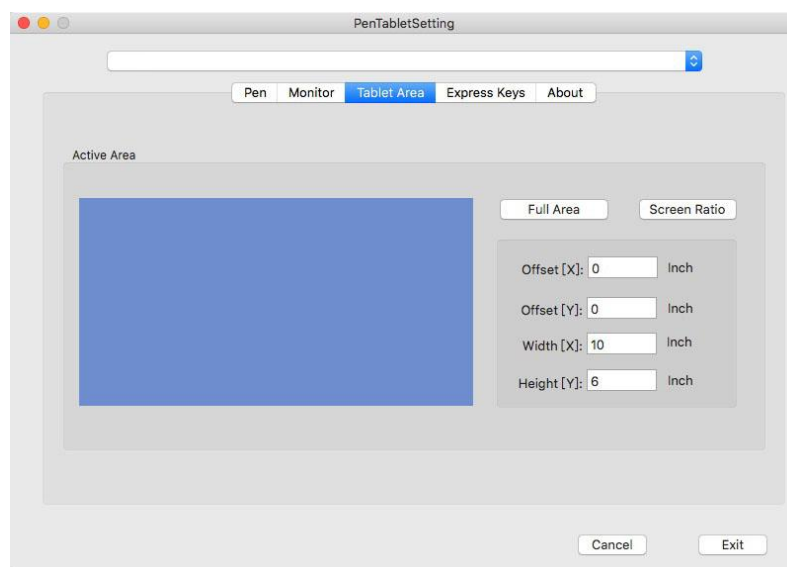 PenTabletSetting
Pen Monitor Tablet Area Express Keys About
Active Area
Full Area Screen Ratio
Offset [X]: 0 Inch
Offset [Y]: 0 Inch
Width [X]: 10 Inch
Height [Y]: 6 Inch
Cancel Exit